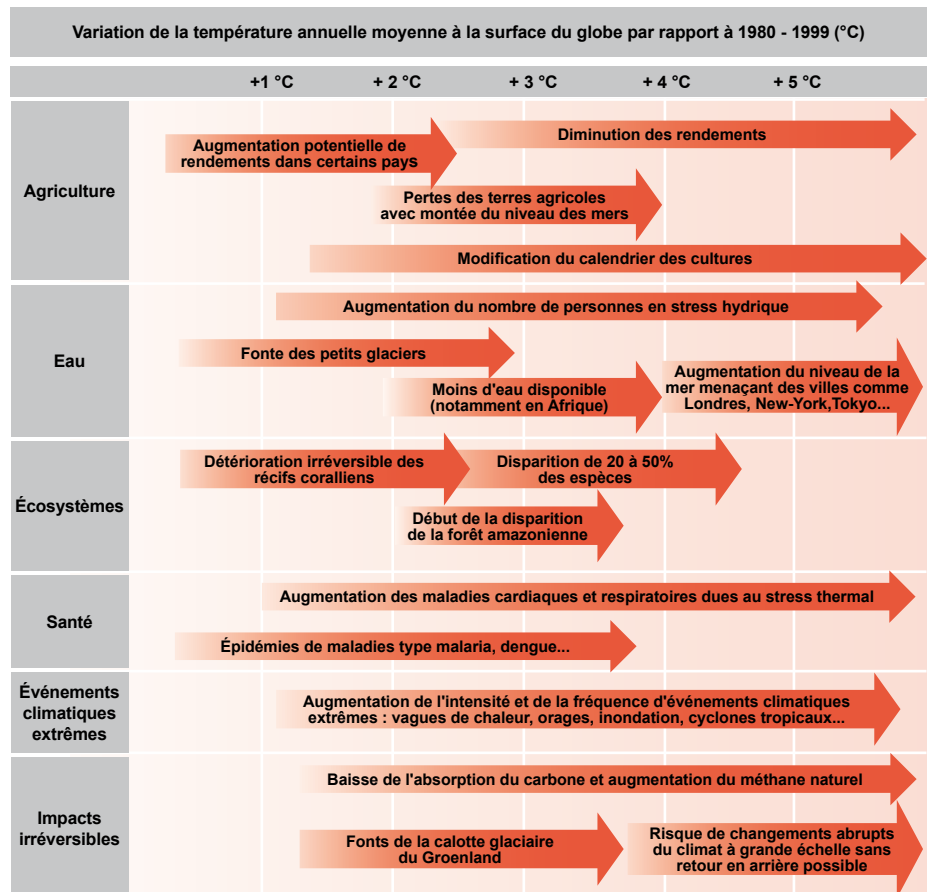 Variation de la température annuelle moyenne à la surface du globe par rapport à 1980 - 1999 (°C)
+1 °C
+ 2 °C
+ 3 °C
+ 4 °C
+ 5 °C
Agriculture
Augmentation potentielle de
rendements dans certains pays
Diminution des rendements
Pertes des terres agricoles
avec montée du niveau des mers
Modification du calendrier des cultures
Eau
Augmentation du nombre de personnes en stress hydrique
Fonte des petits glaciers
Moins d'eau disponible
(notamment en Afrique)
Augmentation du niveau de la
mer menaçant des villes comme
Londres, New-York,Tokyo...
Écosystèmes
Détérioration irréversible des
récifs coralliens
Disparition de 20 à 50%
des espèces
Début de la disparition
de la forêt amazonienne
Santé
Augmentation des maladies cardiaques et respiratoires dues au stress thermal
Épidémies de maladies type malaria, dengue...
Événements
climatiques
extrêmes
Augmentation de l'intensité et de la fréquence d'événements climatiques
extrêmes : vagues de chaleur, orages, inondation, cyclones tropicaux...
Impacts
irréversibles
Baisse de l'absorption du carbone et augmentation du méthane naturel
Fonts de la calotte glaciaire
du Groenland
Risque de changements abrupts
du climat à grande échelle sans
retour en arrière possible